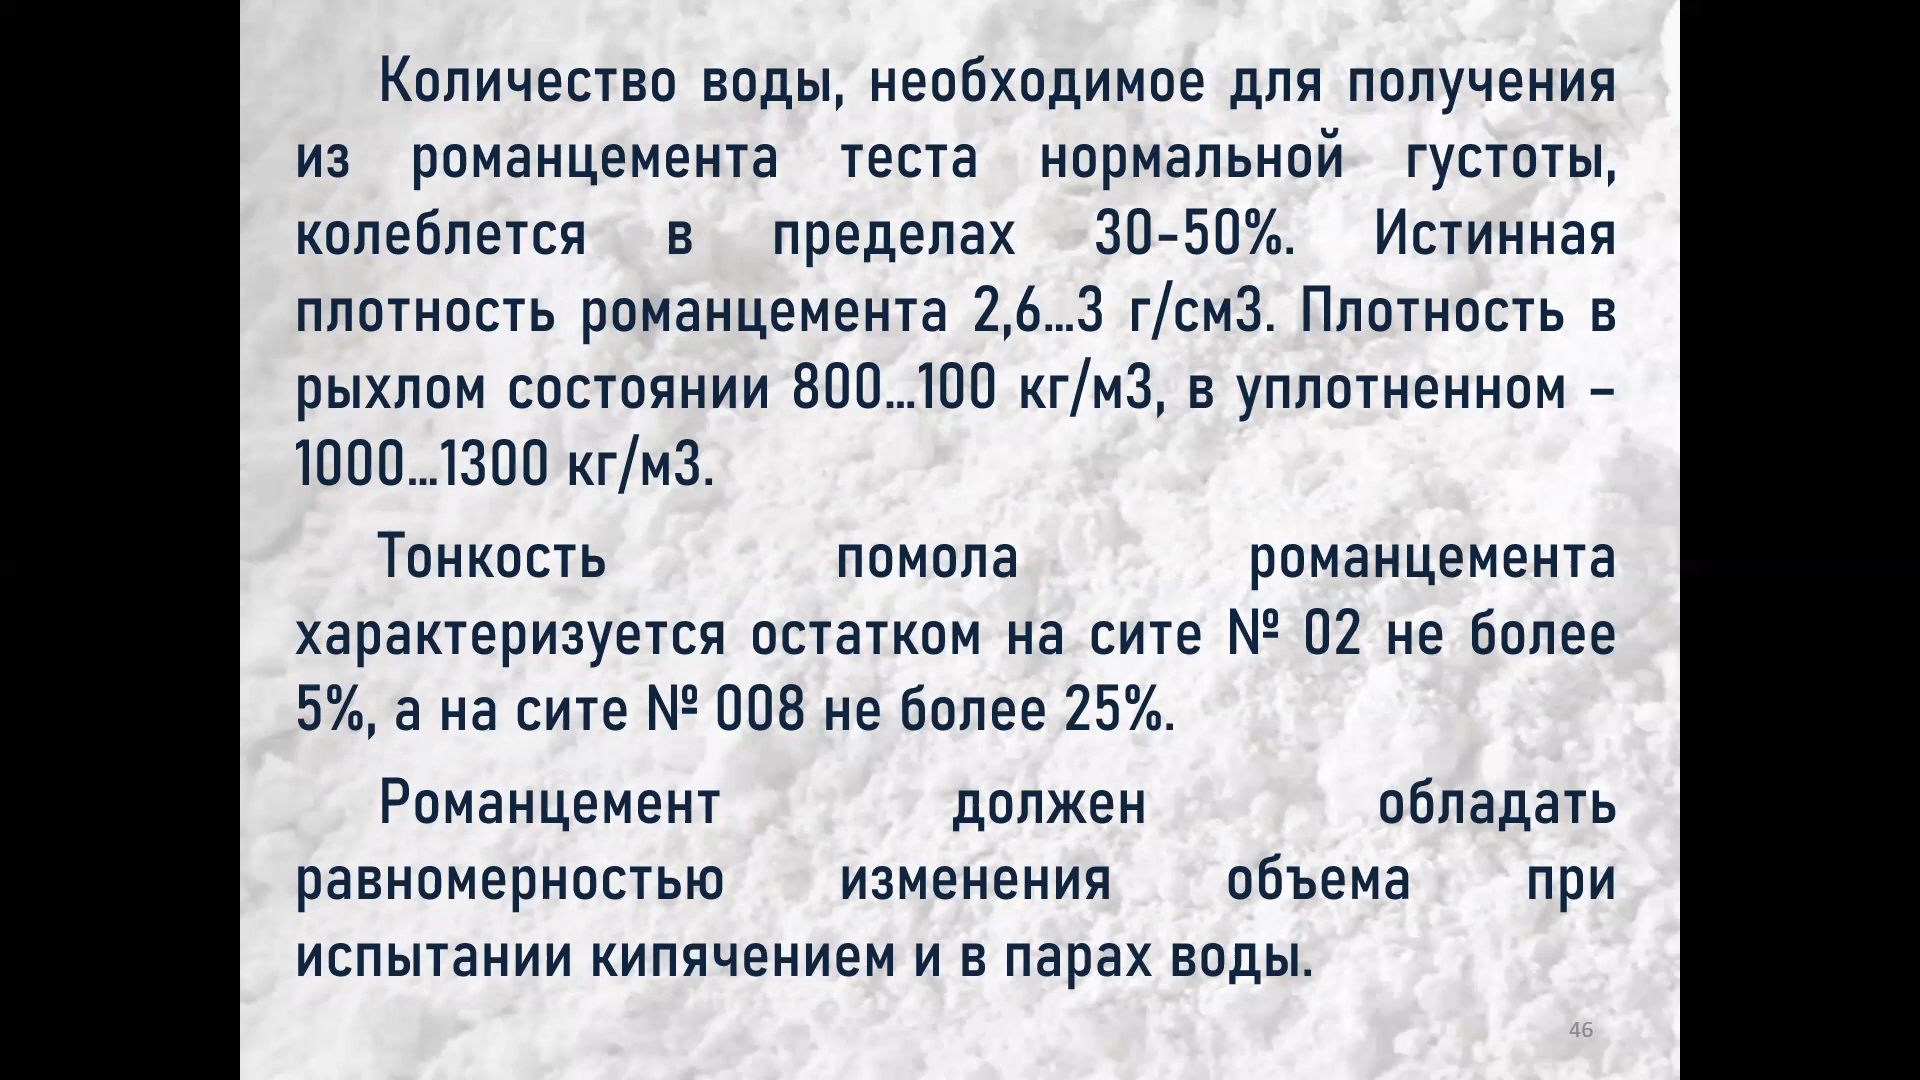 Количество воды, необходимое для получения
из романцемента теста нормальной густоты,
колеблется в пределах 30-50%. Истинная
плотность романцемента 2,6...3 г/см3. Плотность в
рыхлом состоянии 800...100 кг/м3, в уплотненном –
1000...1300 кг/м3.
Тонкость помола романцемента
характеризуется остатком на сите № 02 не более
5%, а на сите № 008 не более 25%.
Романцемент должен обладать
равномерностью изменения объема при
испытании кипячением и в парах воды.
46